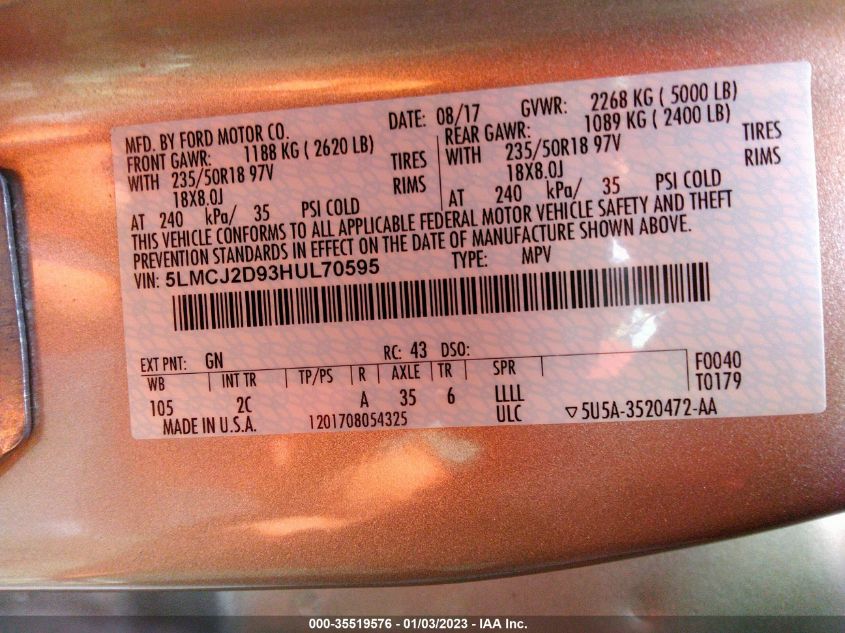 MFD. BY FORD MOTOR CO. DATE: 08/17 GVWR: 2268 KG ( 5000 LB)
FRONT GAWR: 1188 KG ( 2620 LB) REAR GAWR: 1089 KG ( 2400 LB)
WITH 235/50R18 97V TIRES WITH 235/50R18 97V TIRES
18X8.0J RIMS 18X8.0J RIMS
AT 240 kPa/ 35 PSI COLD AT 240 kPa/ 35 PSI COLD
THIS VEHICLE CONFORMS TO ALL APPLICABLE FEDERAL MOTOR VEHICLE SAFETY AND THEFT
PREVENTION STANDARDS IN EFFECT ON THE DATE OF MANUFACTURE SHOWN ABOVE.
VIN: 5LMCJ2D93HUL70595 TYPE: MPV
EXT PNT: GN RC: 43 DSO: F0040
WB INT TR TP/PS R AXLE TR SPR T0179
105 2C A 35 6 LLLL
MADE IN U.S.A. 1201708054325 ULC ▽5U5A-3520472-AA
000-35519576 - 01/03/2023 - IAA Inc.